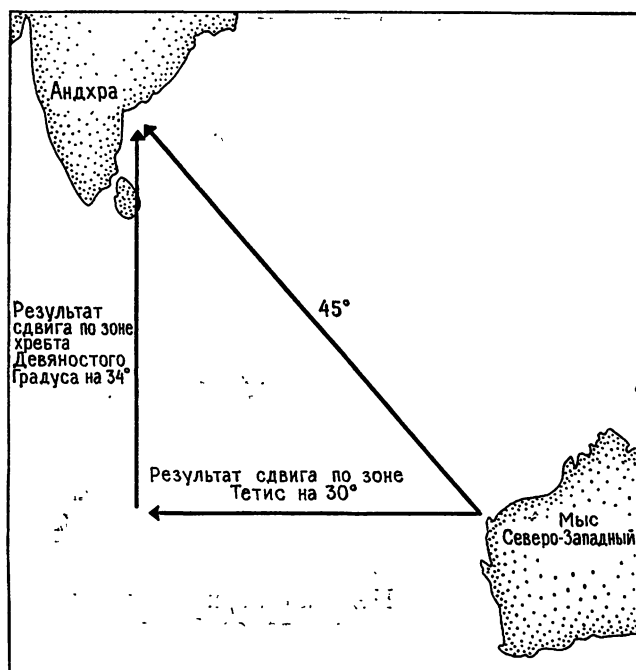 Андхра
45°
Результат
сдвига по зоне
хребта
Девяностого
Градуса на 34°
Результат сдвига по зоне
Тетис на 30°
Мыс
Северо-Западный